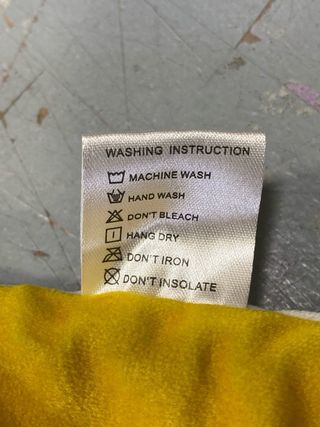 WASHING INSTRUCTION
MACHINE WASH
HAND WASH
DON'T BLEACH
HANG DRY
DON'T IRON
DON'T INSOLATE